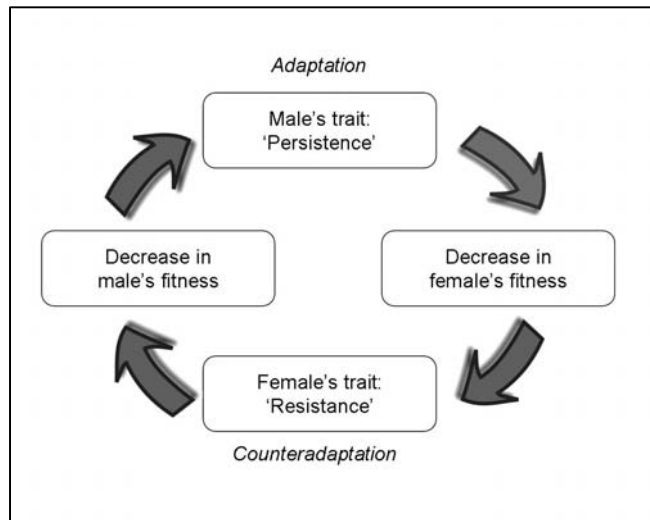 Adaptation
Male's trait:
'Persistence'
Decrease in
male's fitness
Decrease in
female's fitness
Female's trait:
'Resistance'
Counteradaptation